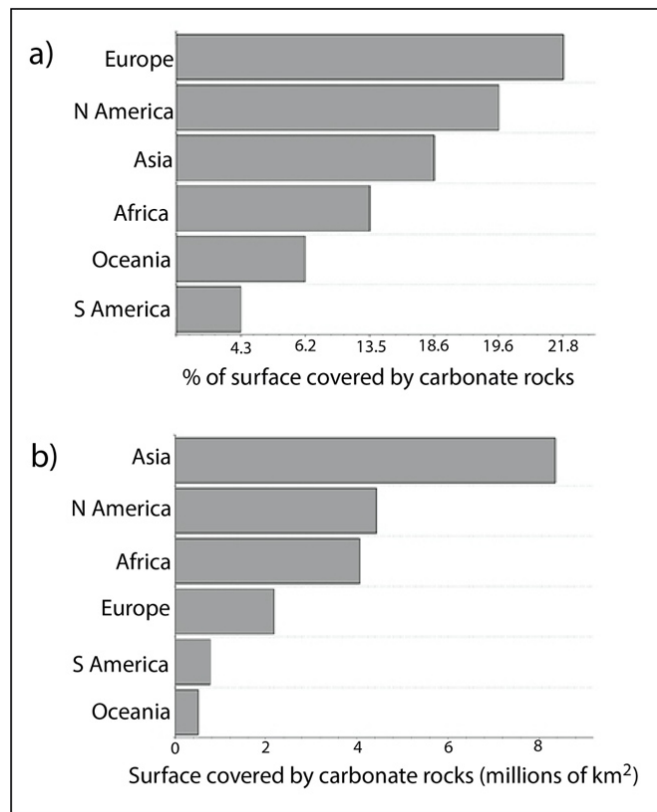 a)
Europe
N America
Asia
Africa
Oceania
S America
4.3 6.2 13.5 18.6 19.6 21.8
% of surface covered by carbonate rocks
b)
Asia
N America
Africa
Europe
S America
Oceania
0 2 4 6 8
Surface covered by carbonate rocks (millions of km²)